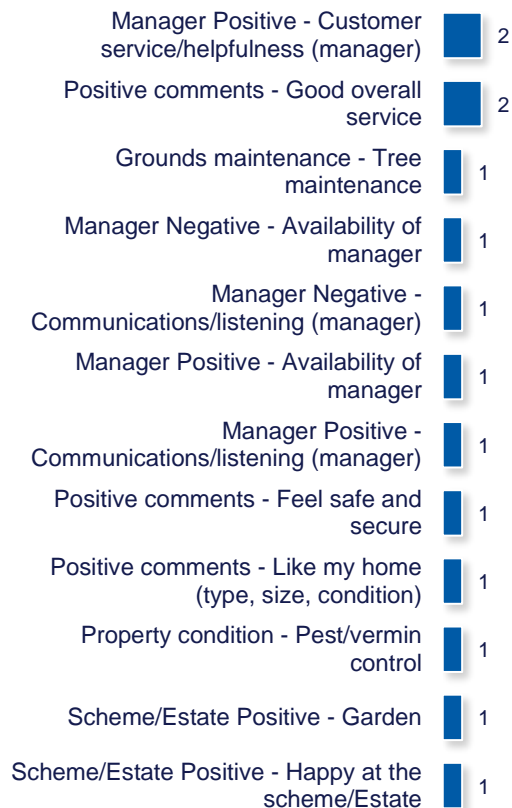 Manager Positive - Customer
service/helpfulness (manager)
2
Positive comments - Good overall
service
2
Grounds maintenance - Tree
maintenance
1
Manager Negative - Availability of
manager
1
Manager Negative -
Communications/listening (manager)
1
Manager Positive - Availability of
manager
1
Manager Positive -
Communications/listening (manager)
1
Positive comments - Feel safe and
secure
1
Positive comments - Like my home
(type, size, condition)
1
Property condition - Pest/vermin
control
1
Scheme/Estate Positive - Garden
1
Scheme/Estate Positive - Happy at the
scheme/Estate
1